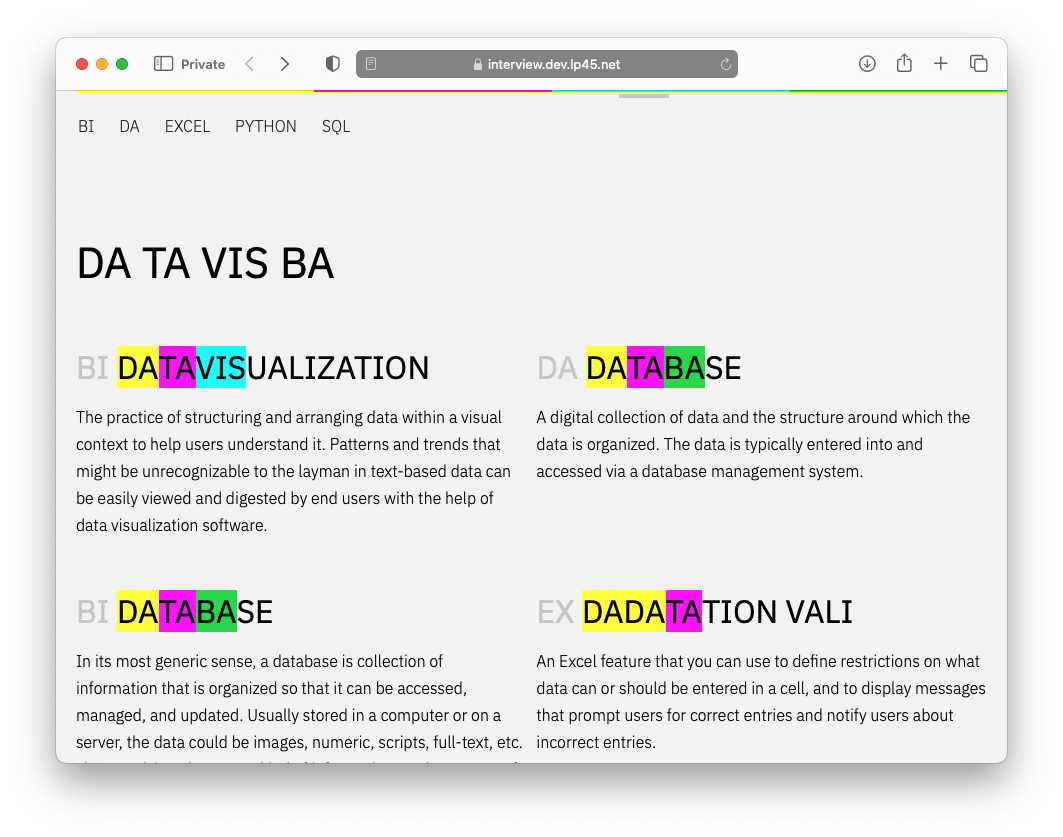 Private
interview.dev.lp45.net
BI DA EXCEL PYTHON SQL
DA TA VIS BA
BI DATAVISUALIZATION
The practice of structuring and arranging data within a visual
context to help users understand it. Patterns and trends that
might be unrecognizable to the layman in text-based data can
be easily viewed and digested by end users with the help of
data visualization software.
DA DATABASE
A digital collection of data and the structure around which the
data is organized. The data is typically entered into and
accessed via a database management system.
BI DATABASE
In its most generic sense, a database is collection of
information that is organized so that it can be accessed,
managed, and updated. Usually stored in a computer or on a
server, the data could be images, numeric, scripts, full-text, etc.
EX DADATATION VALI
An Excel feature that you can use to define restrictions on what
data can or should be entered in a cell, and to display messages
that prompt users for correct entries and notify users about
incorrect entries.